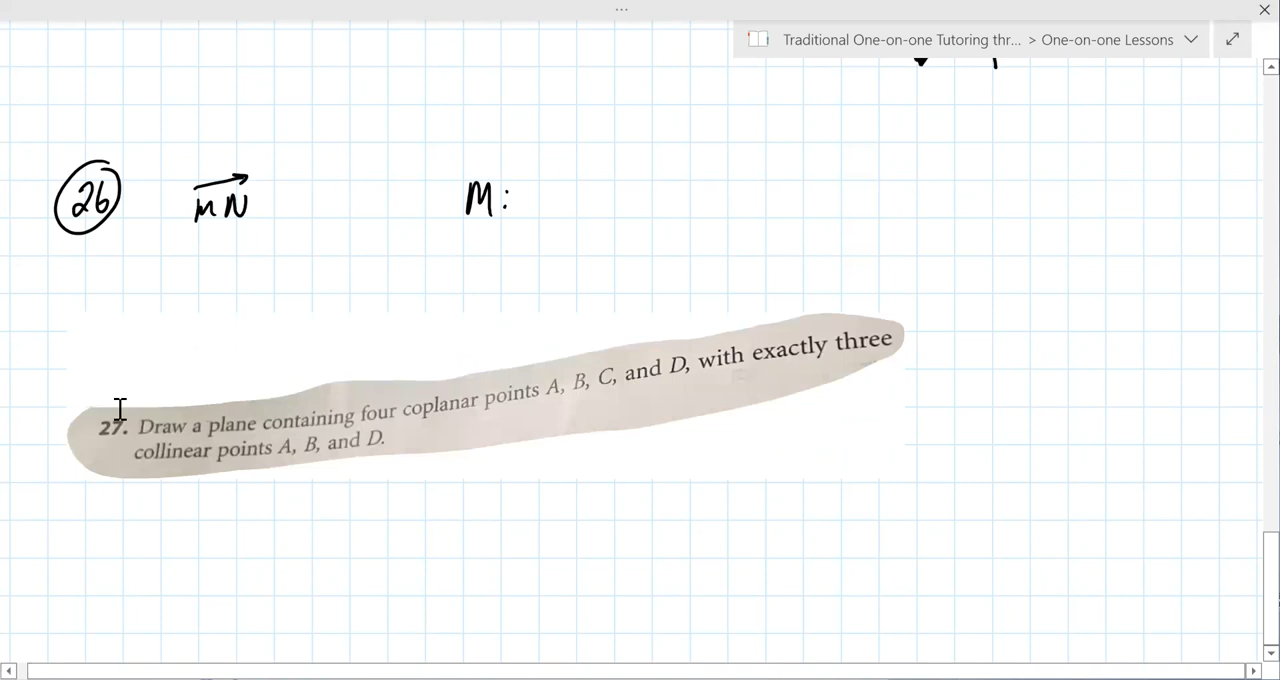 ...
Traditional One-on-one Tutoring thr... > One-on-one Lessons
26 MN M:
27. Draw a plane containing four coplanar points A, B, C, and D, with exactly three
collinear points A, B, and D.